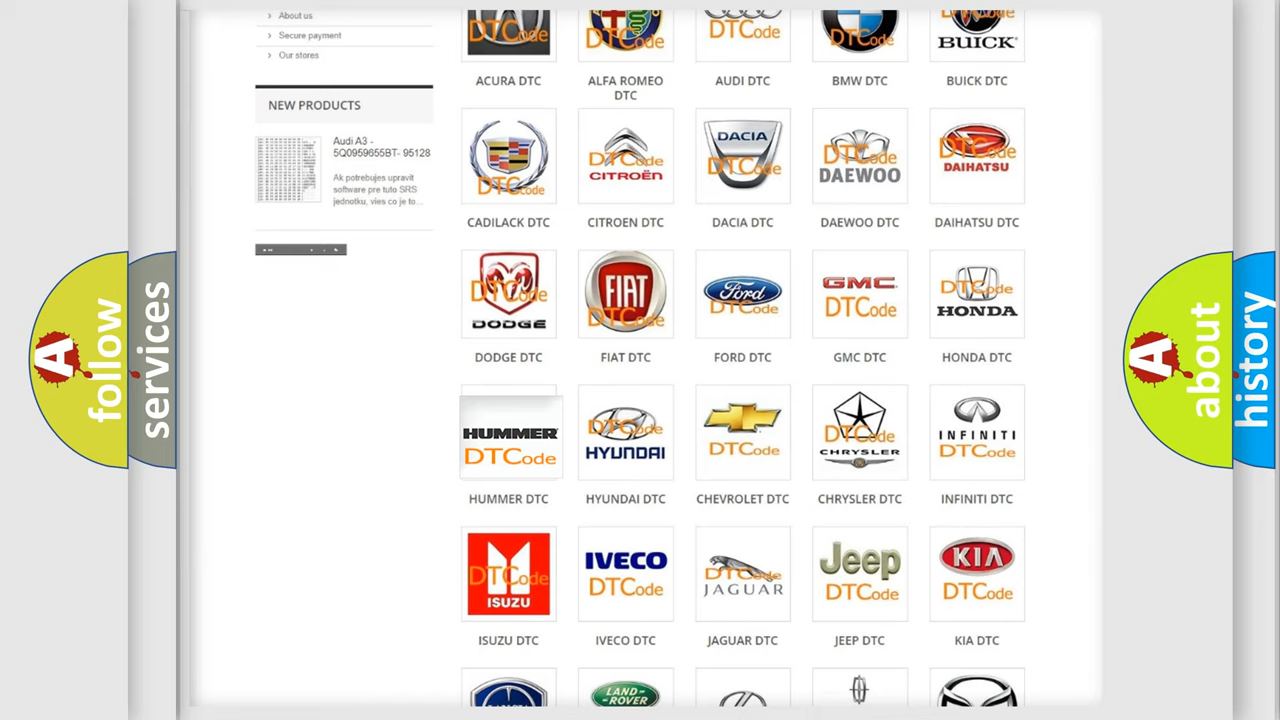 About us
Secure payment
Our stores
NEW PRODUCTS
Audi A3 -
5Q0959655BT- 95128
Ak potrebujes upravit
software pre tuto SRS
jednotku, vies co je to...
DTCode
DTCode
DTCode
DTCode
DTCode
BUICK
ACURA DTC
ALFA ROMEO
DTC
AUDI DTC
BMW DTC
BUICK DTC
DTCode
DTCode
CITROËN
DACIA
DTCode
DTCode
DAEWOO
DTCode
DAIHATSU
CADILACK DTC
CITROEN DTC
DACIA DTC
DAEWOO DTC
DAIHATSU DTC
DTCode
DODGE
FIAT
DTCode
Ford
DTCode
GMC
DTCode
DTCode
HONDA
DODGE DTC
FIAT DTC
FORD DTC
GMC DTC
HONDA DTC
HUMMER
DTCode
DTCode
HYUNDAI
DTCode
DTCode
CHRYSLER
INFINITI
DTCode
HUMMER DTC
HYUNDAI DTC
CHEVROLET DTC
CHRYSLER DTC
INFINITI DTC
DTCode
ISUZU
IVECO
DTCode
DTCode
JAGUAR
Jeep
DTCode
KIA
DTCode
ISUZU DTC
IVECO DTC
JAGUAR DTC
JEEP DTC
KIA DTC
LAND-
ROVER
A
follow
services
A
about
history